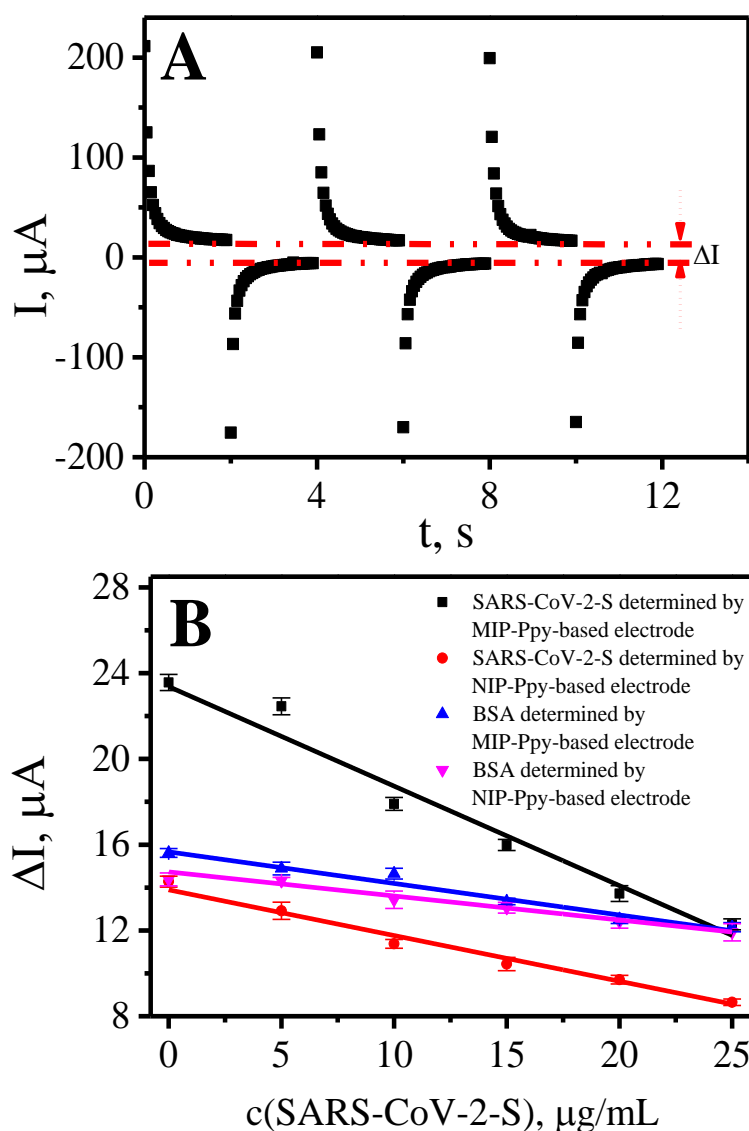 A
200
100
0
-100
-200
I, μA
ΔI
0 4 8 12
t, s
B
28
24
20
16
12
8
ΔI, μA
SARS-CoV-2-S determined by
MIP-Ppy-based electrode
SARS-CoV-2-S determined by
NIP-Ppy-based electrode
BSA determined by
MIP-Ppy-based electrode
BSA determined by
NIP-Ppy-based electrode
0 5 10 15 20 25
c(SARS-CoV-2-S), μg/mL